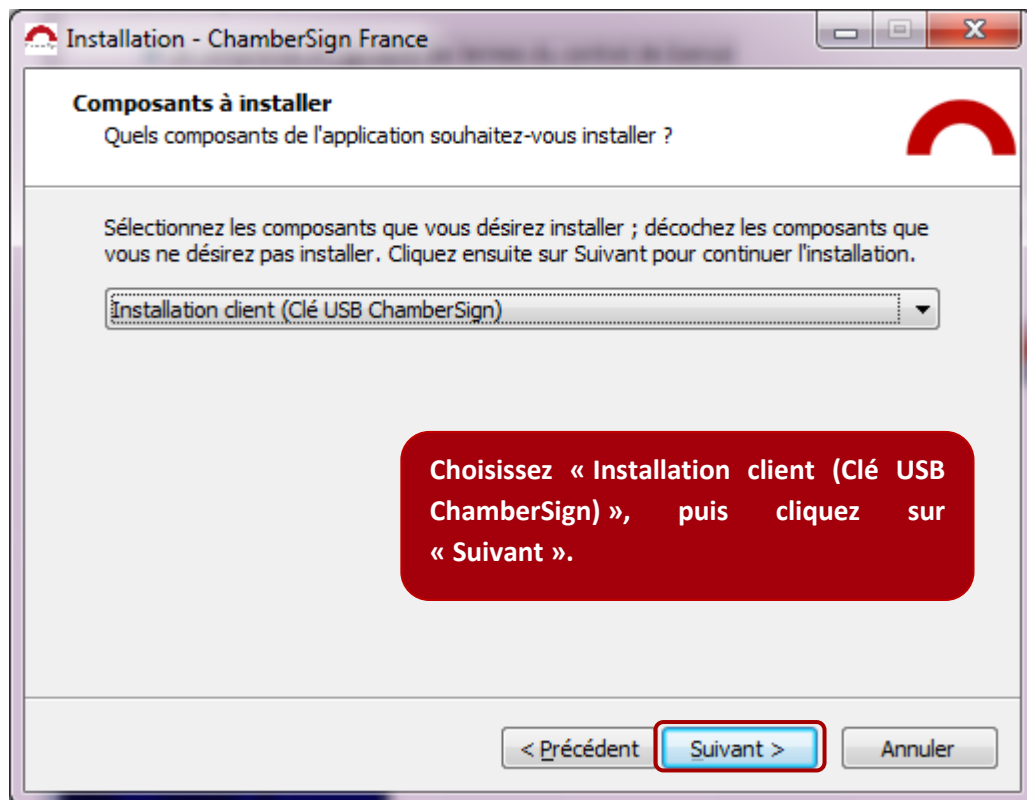 Installation - ChamberSign France
Composants à installer
Quels composants de l'application souhaitez-vous installer ?
Sélectionnez les composants que vous désirez installer ; décochez les composants que
vous ne désirez pas installer. Cliquez ensuite sur Suivant pour continuer l'installation.
Installation client (Clé USB ChamberSign)
Choisissez « Installation client (Clé USB
ChamberSign) », puis cliquez sur
« Suivant ».
< Précédent
Suivant >
Annuler